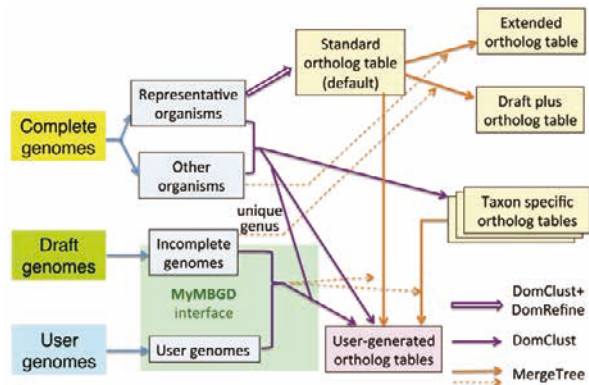 Extended
ortholog table
Standard
ortholog table
(default)
Representative
organisms
Draft plus
ortholog table
Complete
genomes
Other
organisms
unique
genus
Taxon specific
ortholog tables
Draft
genomes
Incomplete
genomes
MyMBGD
interface
User
genomes
User genomes
User-generated
ortholog tables
DomClust+
DomRefine
DomClust
MergeTree